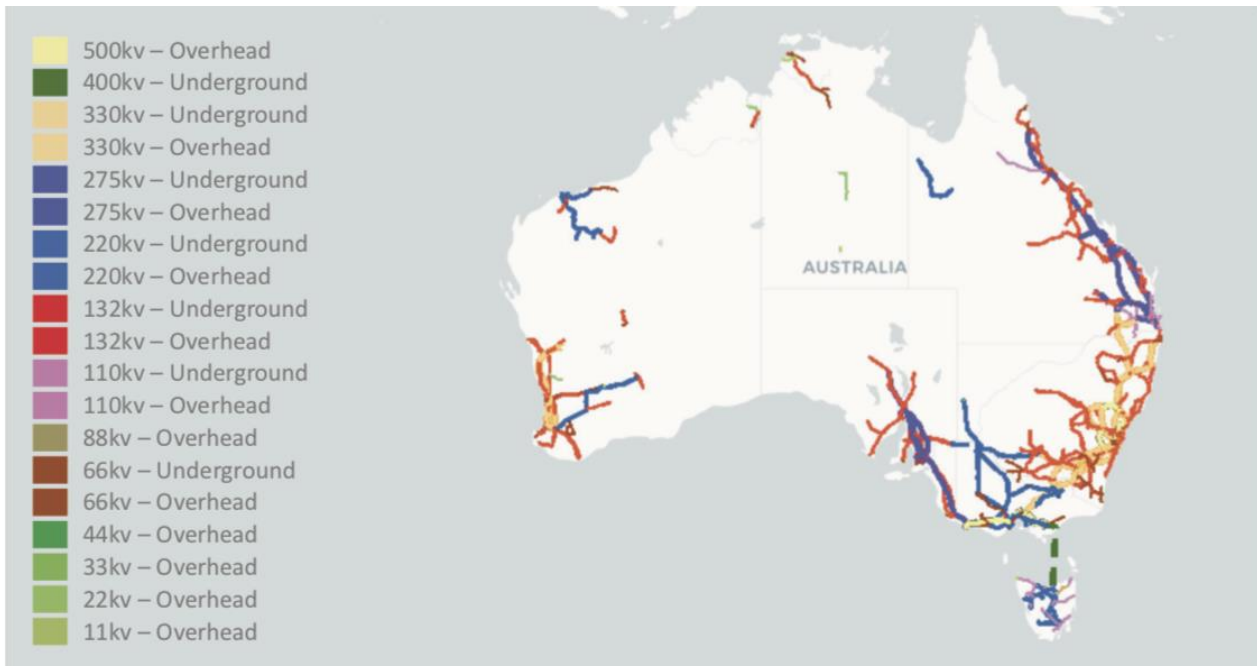 500kv – Overhead
400kv – Underground
330kv – Underground
330kv – Overhead
275kv – Underground
275kv – Overhead
220kv – Underground
220kv – Overhead
132kv – Underground
132kv – Overhead
110kv – Underground
110kv – Overhead
88kv – Overhead
66kv – Underground
66kv – Overhead
44kv – Overhead
33kv – Overhead
22kv – Overhead
11kv – Overhead
AUSTRALIA